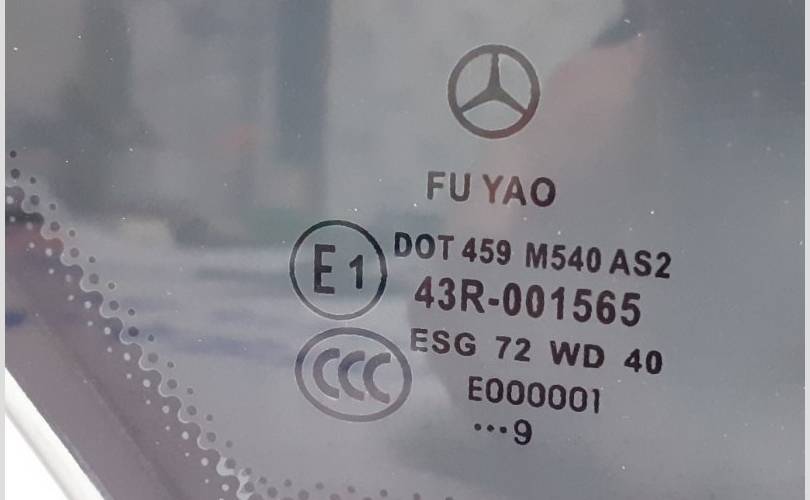 FU YAO
E1 DOT 459 M540 AS2
43R-001565
CCC ESG 72 WD 40
E000001
•••9